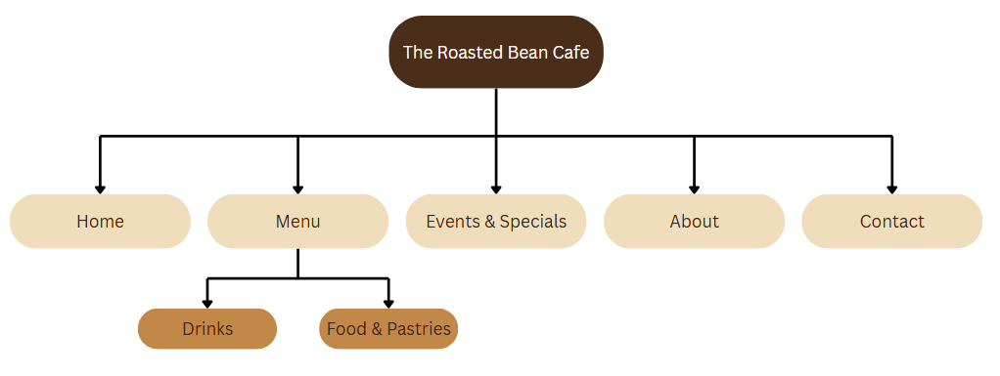 The Roasted Bean Cafe
Home
Menu
Events & Specials
About
Contact
Drinks
Food & Pastries